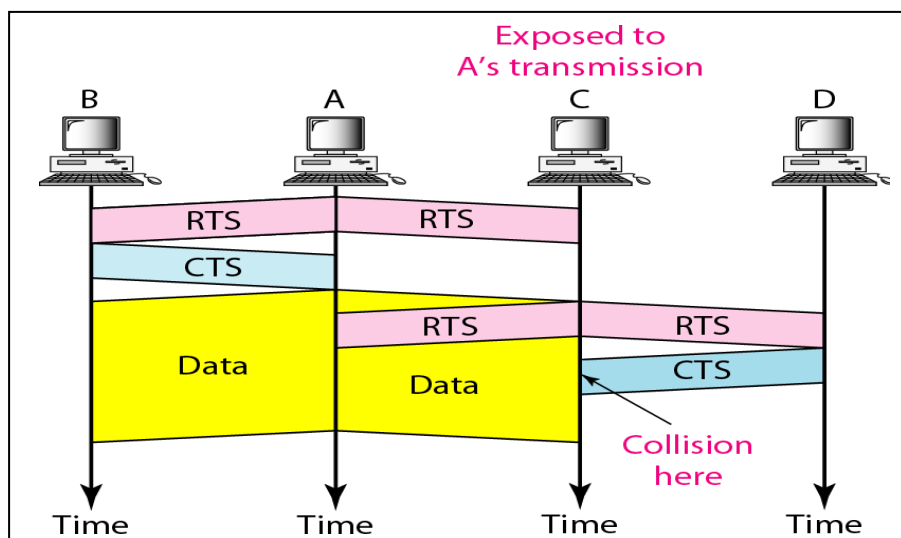 Exposed to
A's transmission
B
A
C
D
RTS
RTS
CTS
RTS
RTS
Data
Data
CTS
Collision
here
Time
Time
Time
Time